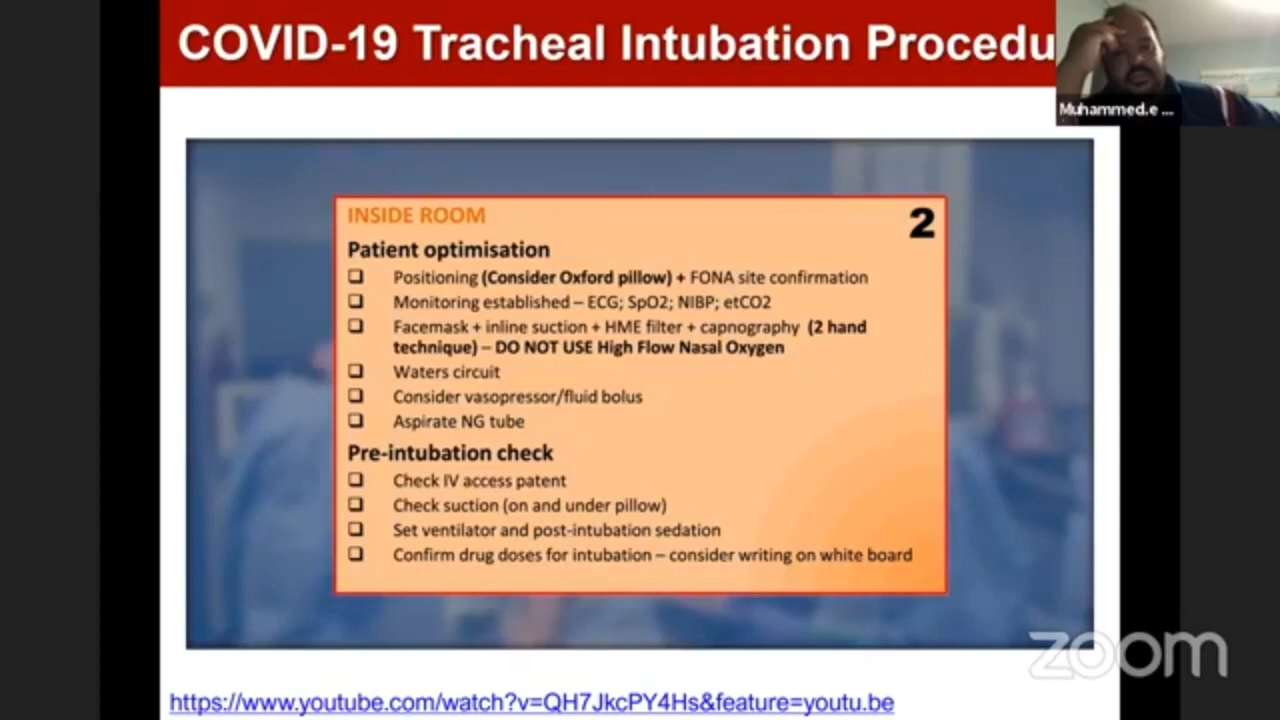 COVID-19 Tracheal Intubation Procedu
Muhammed.e ...
INSIDE ROOM
2
Patient optimisation
Positioning (Consider Oxford pillow) + FONA site confirmation
Monitoring established – ECG; SpO2; NIBP; etCO2
Facemask + inline suction + HME filter + capnography (2 hand
technique) – DO NOT USE High Flow Nasal Oxygen
Waters circuit
Consider vasopressor/fluid bolus
Aspirate NG tube
Pre-intubation check
Check IV access patent
Check suction (on and under pillow)
Set ventilator and post-intubation sedation
Confirm drug doses for intubation – consider writing on white board
zoom
https://www.youtube.com/watch?v=QH7JkcPY4Hs&feature=youtu.be